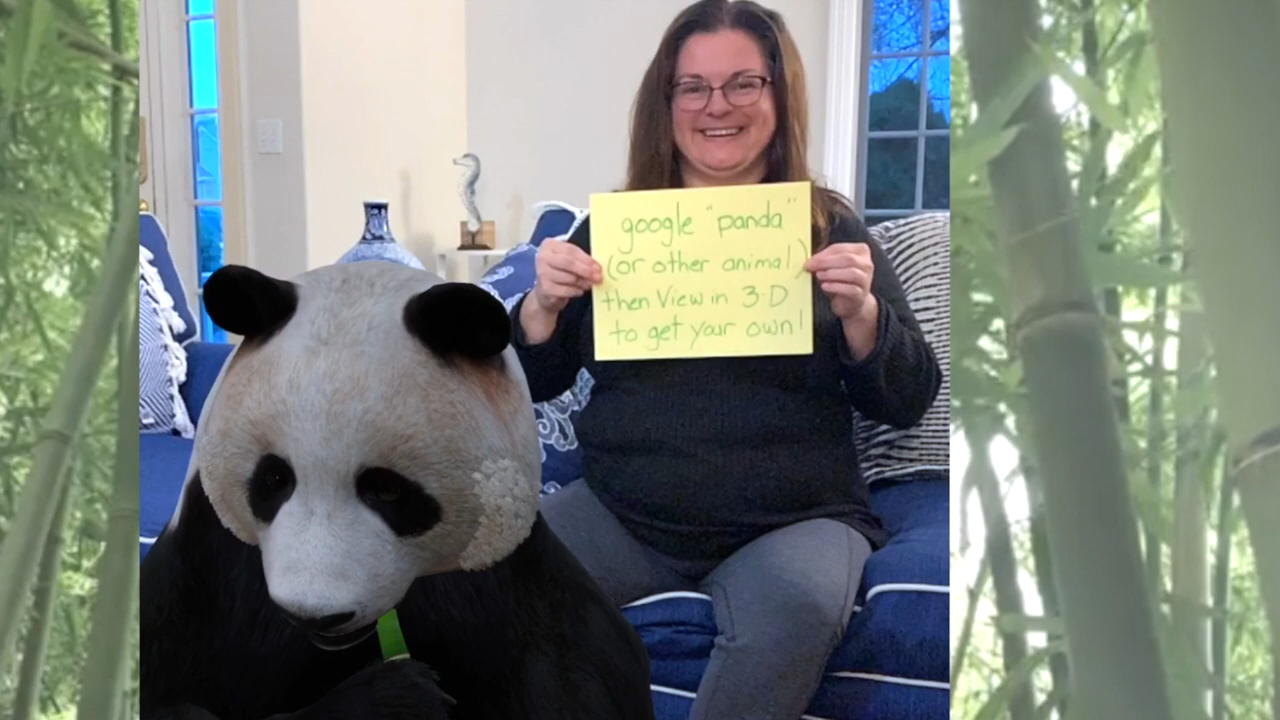 google "panda"
(or other animal)
then View in 3-D
to get your own!